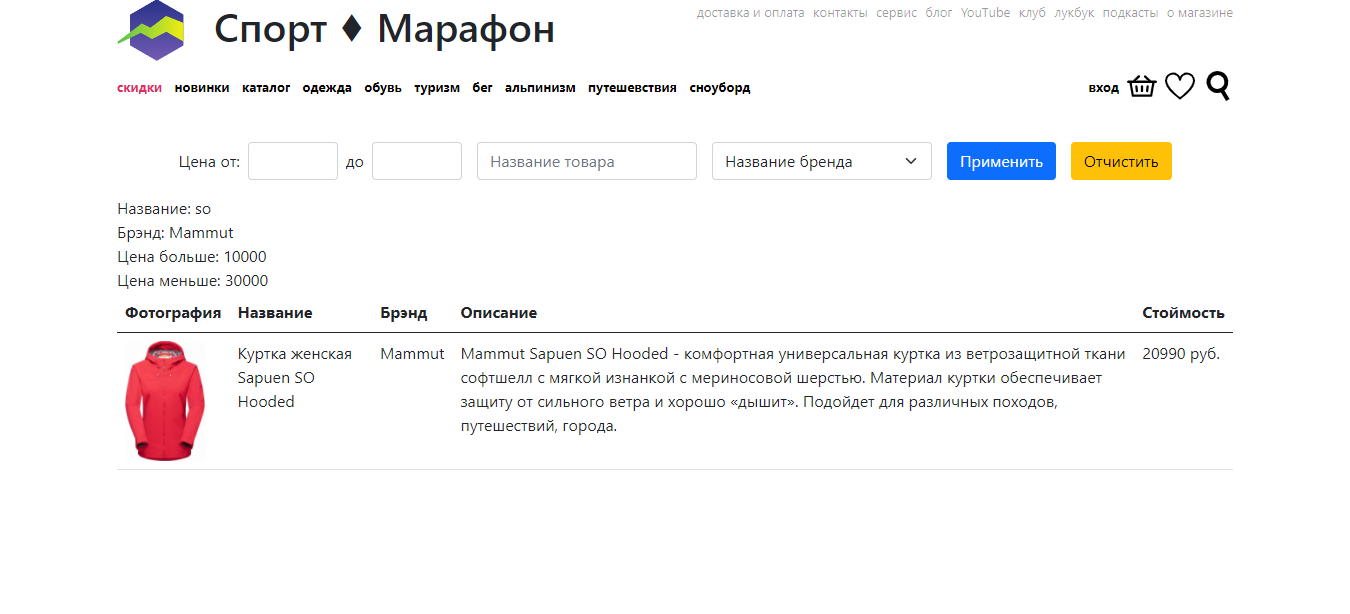 Спорт ♦ Марафон
доставка и оплата контакты сервис блог YouTube клуб лукбук подкасты о магазине
скидки новинки каталог одежда обувь туризм бег альпинизм путешевствия сноуборд
вход
Цена от: до Название товара Название бренда Применить Отчистить
Название: so
Брэнд: Mammut
Цена больше: 10000
Цена меньше: 30000
Фотография Название Брэнд Описание Стоймость
Куртка женская Mammut Mammut Sapuen SO Hooded - комфортная универсальная куртка из ветрозащитной ткани 20990 руб.
Sapuen SO софтшелл с мягкой изнанкой с мериносовой шерстью. Материал куртки обеспечивает
Hooded защиту от сильного ветра и хорошо «дышит». Подойдет для различных походов,
путешествий, города.